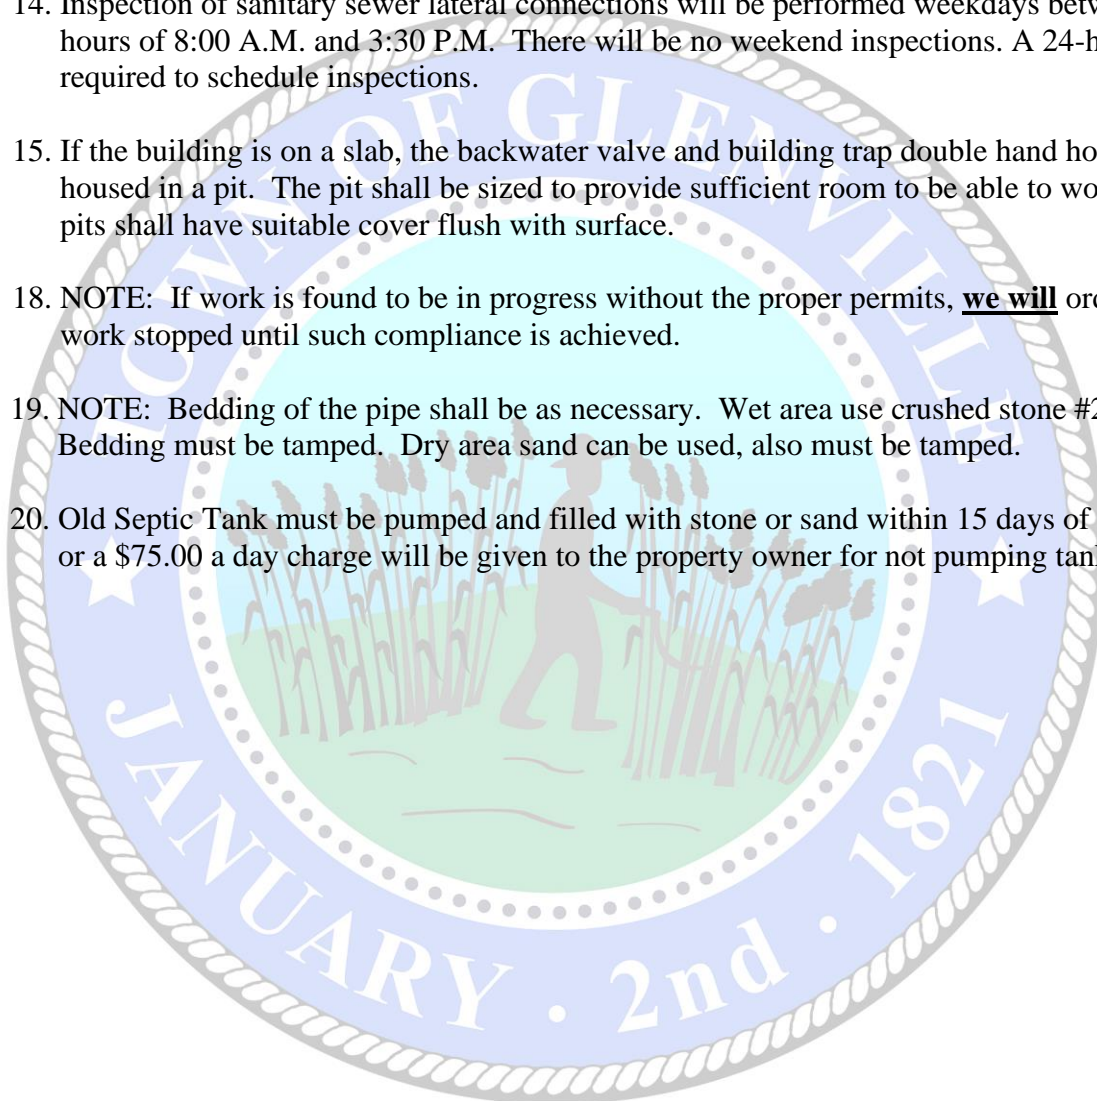 14. Inspection of sanitary sewer lateral connections will be performed weekdays
hours of 8:00 A.M. and 3:30 P.M.  There will be no weekend inspections. A
required to schedule inspections.
15. If the building is on a slab, the backwater valve and building trap double hand
housed in a pit.  The pit shall be sized to provide sufficient room to be able to
pits shall have suitable cover flush with surface.
18. NOTE:  If work is found to be in progress without the proper permits, we will
work stopped until such compliance is achieved.
19. NOTE:  Bedding of the pipe shall be as necessary.  Wet area use crushed stone
Bedding must be tamped.  Dry area sand can be used, also must be tamped.
20. Old Septic Tank must be pumped and filled with stone or sand within 15 days of
or a $75.00 a day charge will be given to the property owner for not pumping
TOWN OF GLENVILLE
JANUARY · 2nd · 1821